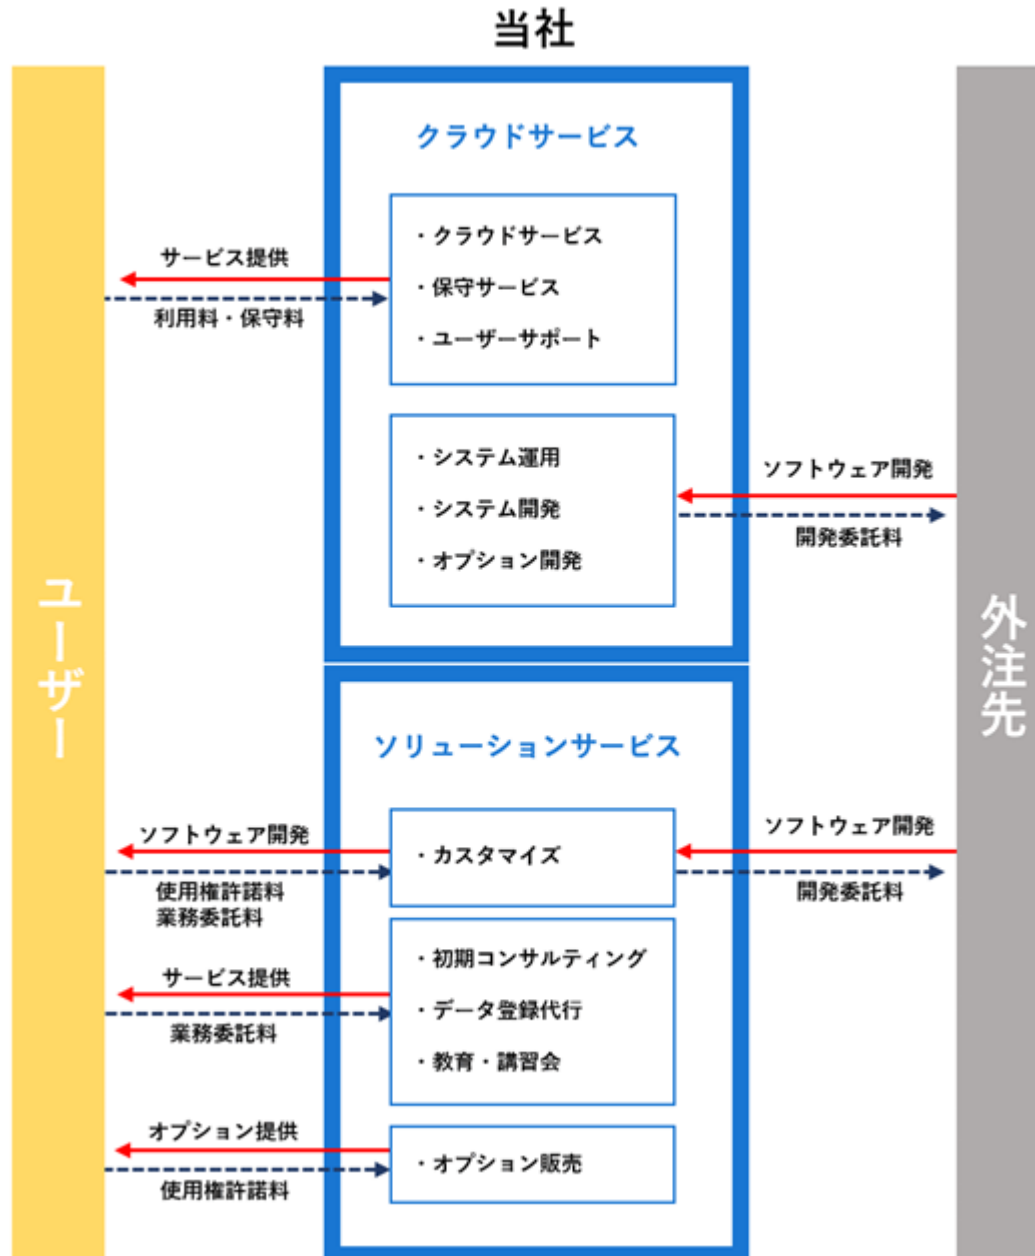 当社
クラウドサービス
・クラウドサービス
・保守サービス
・ユーザーサポート
サービス提供
利用料・保守料
・システム運用
・システム開発
・オプション開発
ソフトウェア開発
開発委託料
ユーザー
外注先
ソリューションサービス
ソフトウェア開発
使用権許諾料
業務委託料
・カスタマイズ
ソフトウェア開発
開発委託料
サービス提供
業務委託料
・初期コンサルティング
・データ登録代行
・教育・講習会
オプション提供
使用権許諾料
・オプション販売